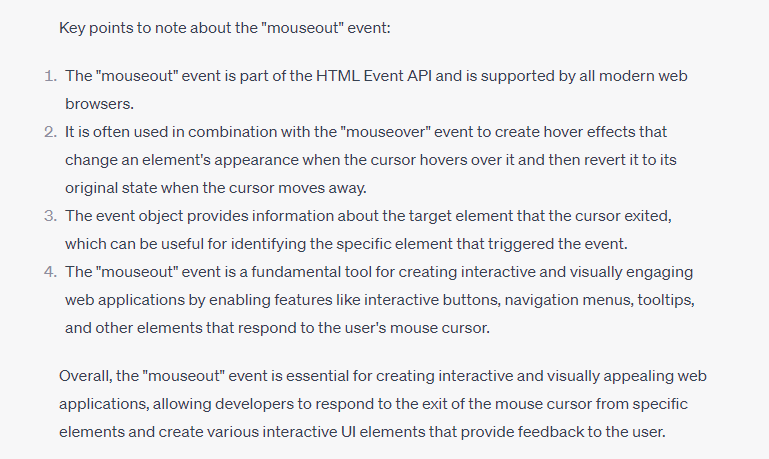 Key points to note about the "mouseout" event:
1. The "mouseout" event is part of the HTML Event API and is supported by all modern web
browsers.
2. It is often used in combination with the "mouseover" event to create hover effects that
change an element's appearance when the cursor hovers over it and then revert it to its
original state when the cursor moves away.
3. The event object provides information about the target element that the cursor exited,
which can be useful for identifying the specific element that triggered the event.
4. The "mouseout" event is a fundamental tool for creating interactive and visually engaging
web applications by enabling features like interactive buttons, navigation menus, tooltips,
and other elements that respond to the user's mouse cursor.
Overall, the "mouseout" event is essential for creating interactive and visually appealing web
applications, allowing developers to respond to the exit of the mouse cursor from specific
elements and create various interactive UI elements that provide feedback to the user.